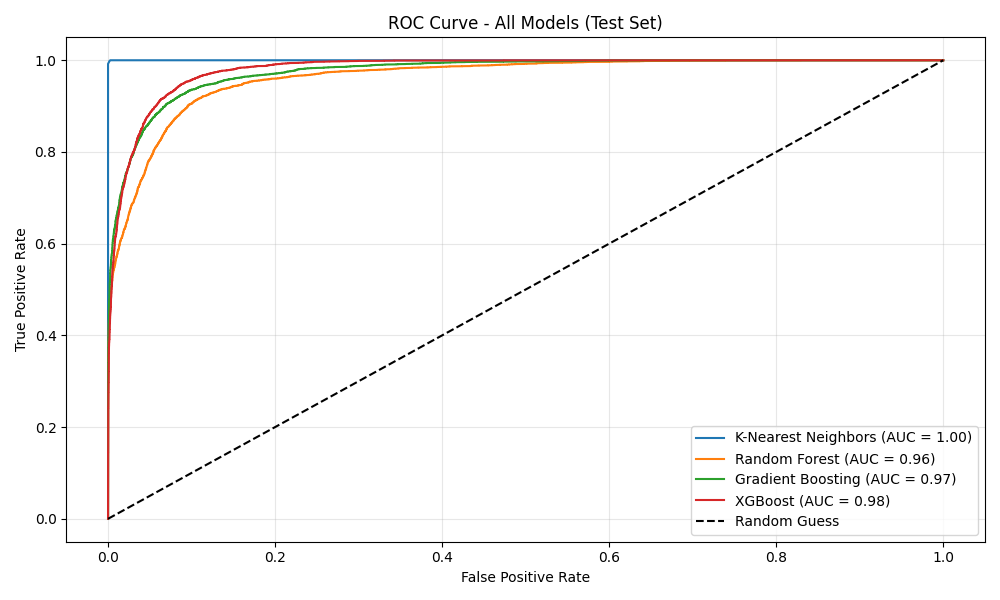 ROC Curve - All Models (Test Set)
True Positive Rate
1.0
0.8
0.6
0.4
0.2
0.0
0.0 0.2 0.4 0.6 0.8 1.0
False Positive Rate
K-Nearest Neighbors (AUC = 1.00)
Random Forest (AUC = 0.96)
Gradient Boosting (AUC = 0.97)
XGBoost (AUC = 0.98)
Random Guess